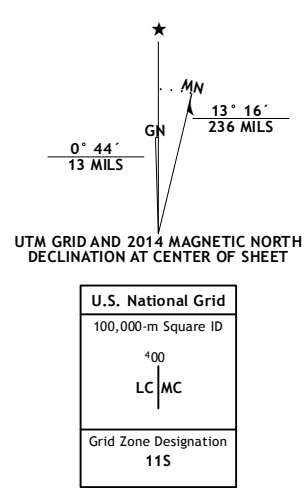 ★
MN
GN
13° 16´
236 MILS
0° 44´
13 MILS
UTM GRID AND 2014 MAGNETIC NORTH
DECLINATION AT CENTER OF SHEET
U.S. National Grid
100,000-m Square ID
⁴00
LC MC
Grid Zone Designation
11S